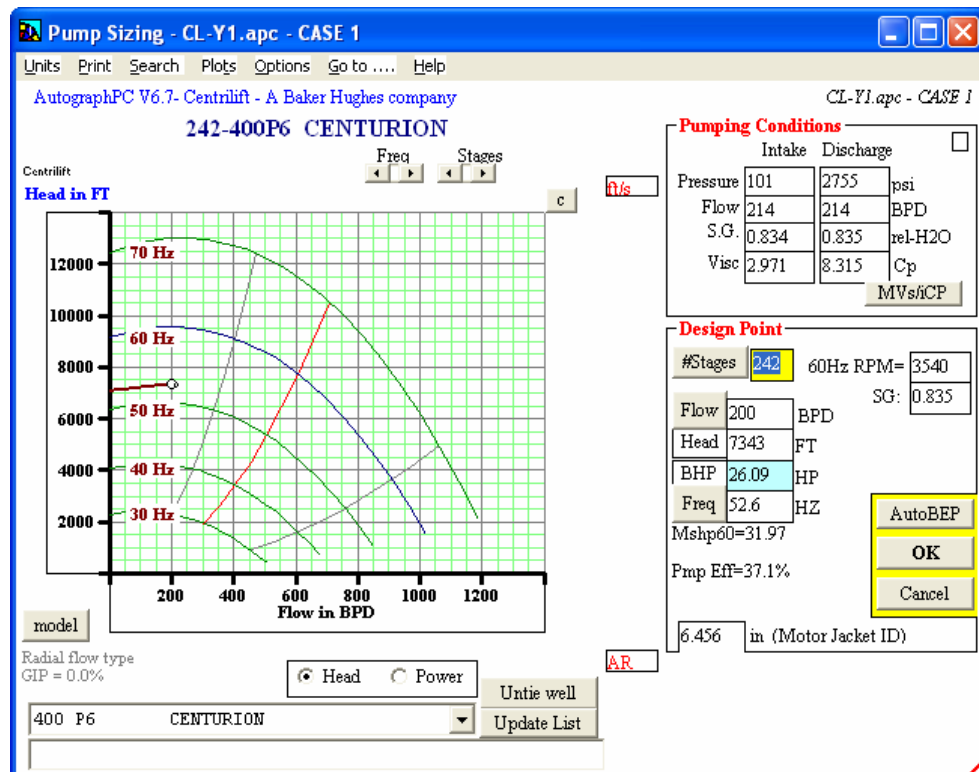 Pump Sizing - CL-Y1.apc - CASE 1
Units Print Search Plots Options Go to .... Help
AutographPC V6.7- Centrilift - A Baker Hughes company
CL-Y1.apc - CASE 1
242-400P6 CENTURION
Freq Stages
Centrilift
Head in FT
ft/s
c
70 Hz
60 Hz
50 Hz
40 Hz
30 Hz
12000
10000
8000
6000
4000
2000
200 400 600 800 1000 1200
Flow in BPD
model
Radial flow type
GIP = 0.0%
Head Power
AR
Untie well
400 P6 CENTURION
Update List
Pumping Conditions
Intake Discharge
Pressure 101 2755 psi
Flow 214 214 BPD
S.G. 0.834 0.835 rel-H2O
Visc 2.971 8.315 Cp
MVs/iCP
Design Point
#Stages 242 60Hz RPM= 3540
SG: 0.835
Flow 200 BPD
Head 7343 FT
BHP 26.09 HP
Freq 52.6 HZ
Mshp60=31.97
Pmp Eff=37.1%
AutoBEP
OK
Cancel
6.456 in (Motor Jacket ID)